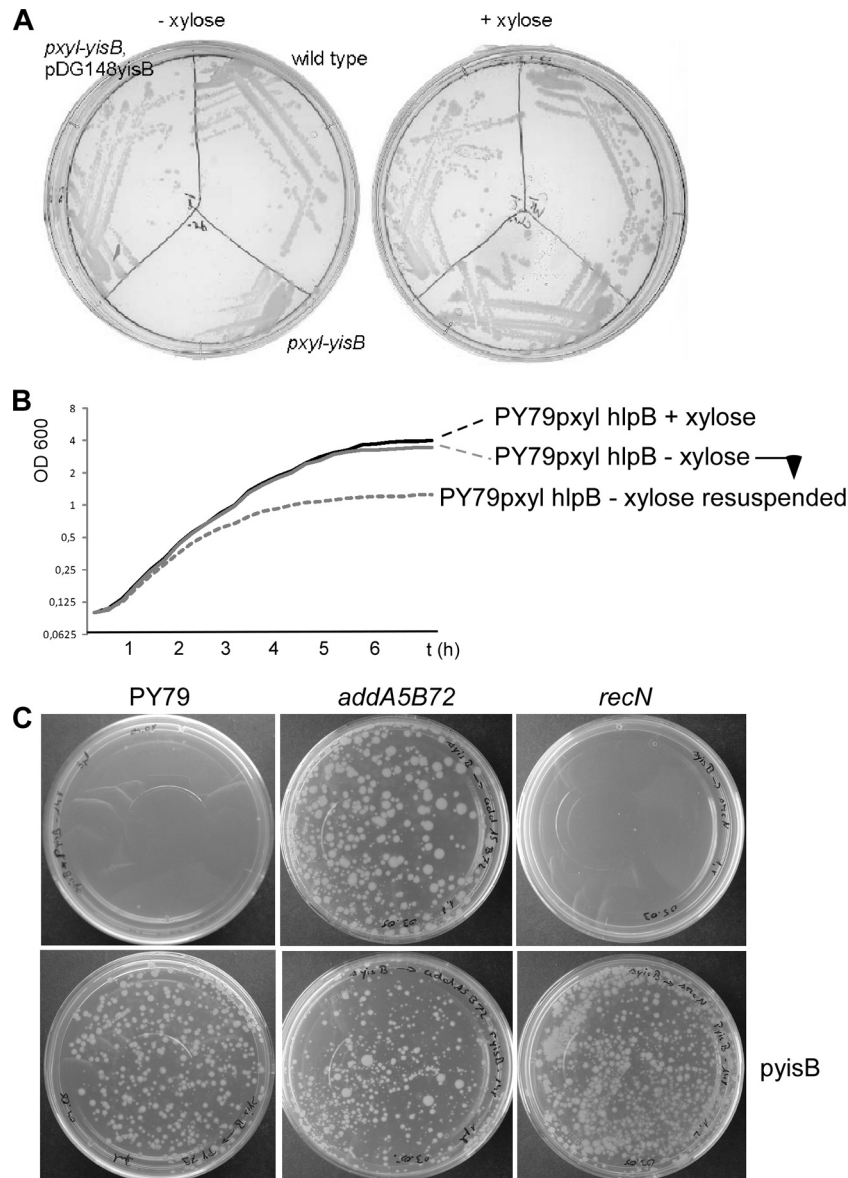 A
- xylose
+ xylose
pxyl-yisB,
pDG148yisB
wild type
pxyl-yisB
B
OD 600
8
4
2
1
0,5
0,25
0,125
0,0625
1 2 3 4 5 6 t (h)
PY79pxyl hlpB + xylose
PY79pxyl hlpB - xylose
PY79pxyl hlpB - xylose resuspended
C
PY79
addA5B72
recN
pyisB